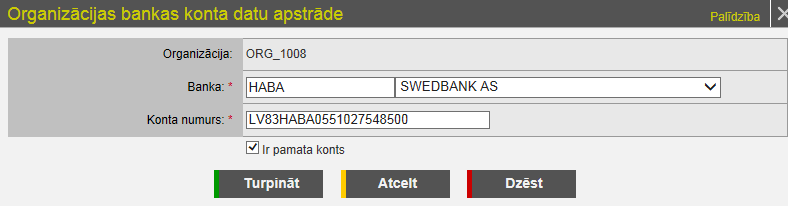 Organizācijas bankas konta datu apstrāde Palīdzība
Organizācija: ORG_1008
Banka: * HABA SWEDBANK AS
Konta numurs: * LV83HABA0551027548500
Ir pamata konts
Turpināt Atcelt Dzēst